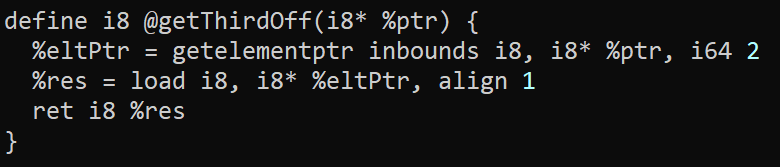 define i8 @getThirdOff(i8* %ptr) {
  %eltPtr = getelementptr inbounds i8, i8* %ptr, i64 2
  %res = load i8, i8* %eltPtr, align 1
  ret i8 %res
}